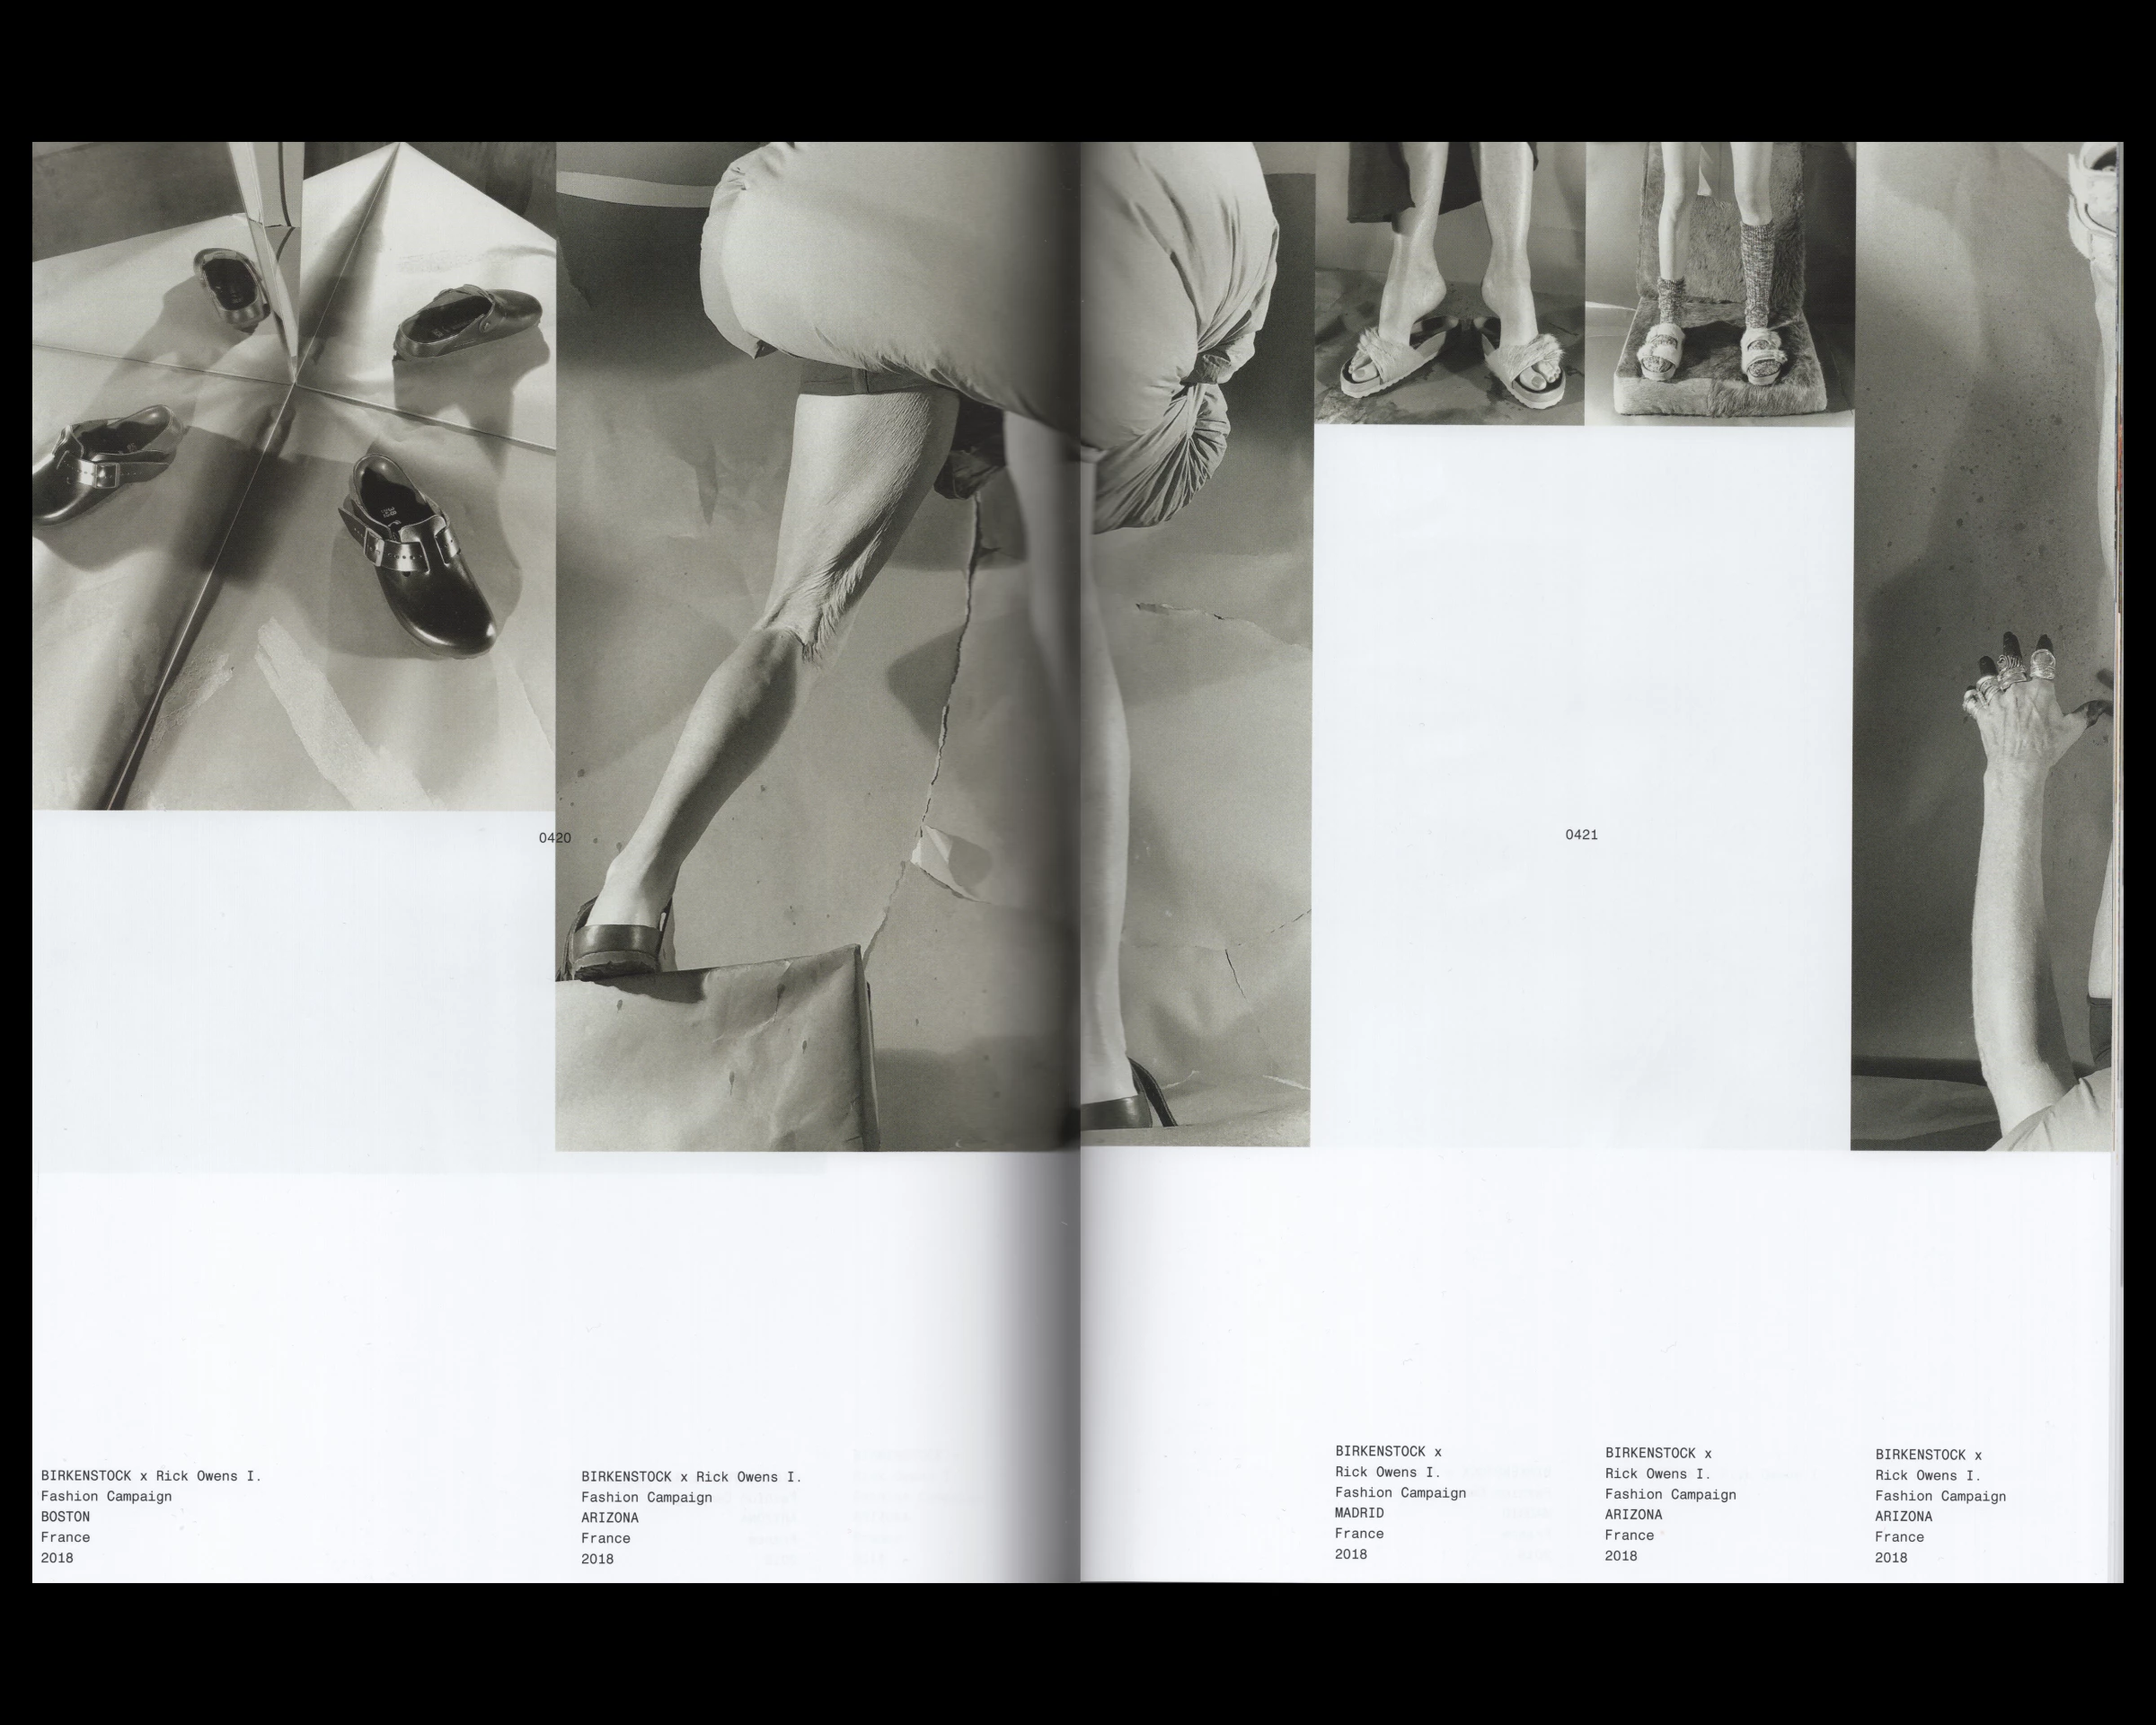 0420
0421
BIRKENSTOCK x Rick Owens I.
Fashion Campaign
BOSTON
France
2018
BIRKENSTOCK x Rick Owens I.
Fashion Campaign
ARIZONA
France
2018
BIRKENSTOCK x
Rick Owens I.
Fashion Campaign
MADRID
France
2018
BIRKENSTOCK x
Rick Owens I.
Fashion Campaign
ARIZONA
France
2018
BIRKENSTOCK x
Rick Owens I.
Fashion Campaign
ARIZONA
France
2018